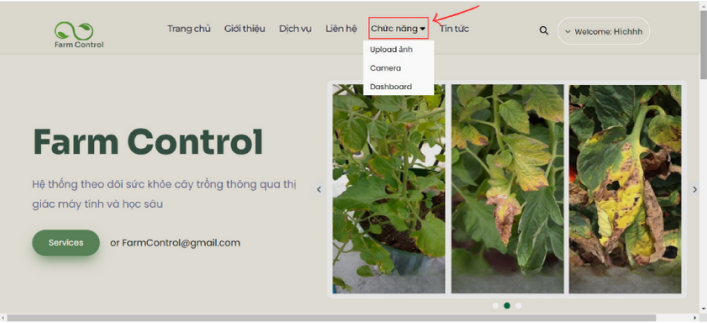 Farm Control
Trang chủ Giới thiệu Dịch vụ Liên hệ Chức năng Tin tức
Welcome: Hichhh
Upload ảnh
Camera
Dashboard
Farm Control
Hệ thống theo dõi sức khỏe cây trồng thông qua thị
giác máy tính và học sâu
Services or FarmControl@gmail.com